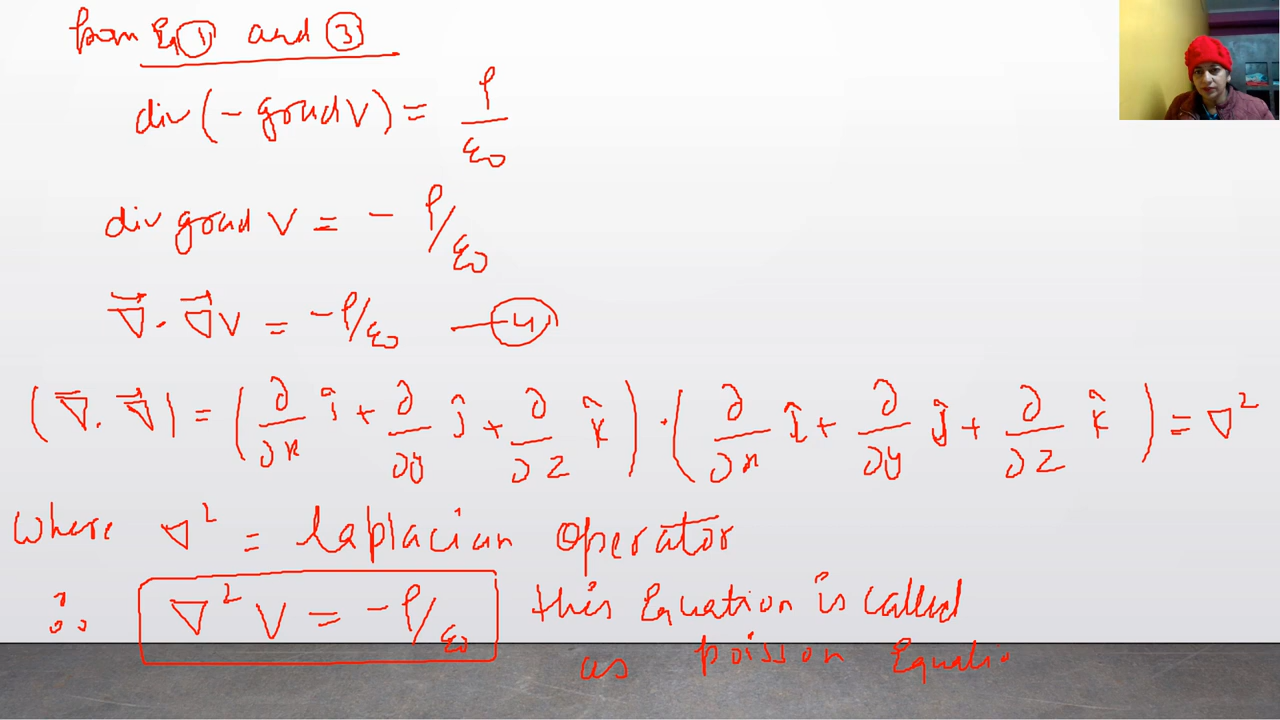 from Eq ① and ③
div (- grad V) = ρ/ε0
div grad V = - ρ/ε0
∇⃗ . ∇⃗ V = -ρ/ε0 — ④
(∇⃗ . ∇⃗) = (∂/∂x î + ∂/∂y ĵ + ∂/∂z k̂) . (∂/∂x î + ∂/∂y ĵ + ∂/∂z k̂) = ∇²
where ∇² = Laplacian operator
∴ ∇² V = -ρ/ε0 this Equation is called
as poisson Equatio